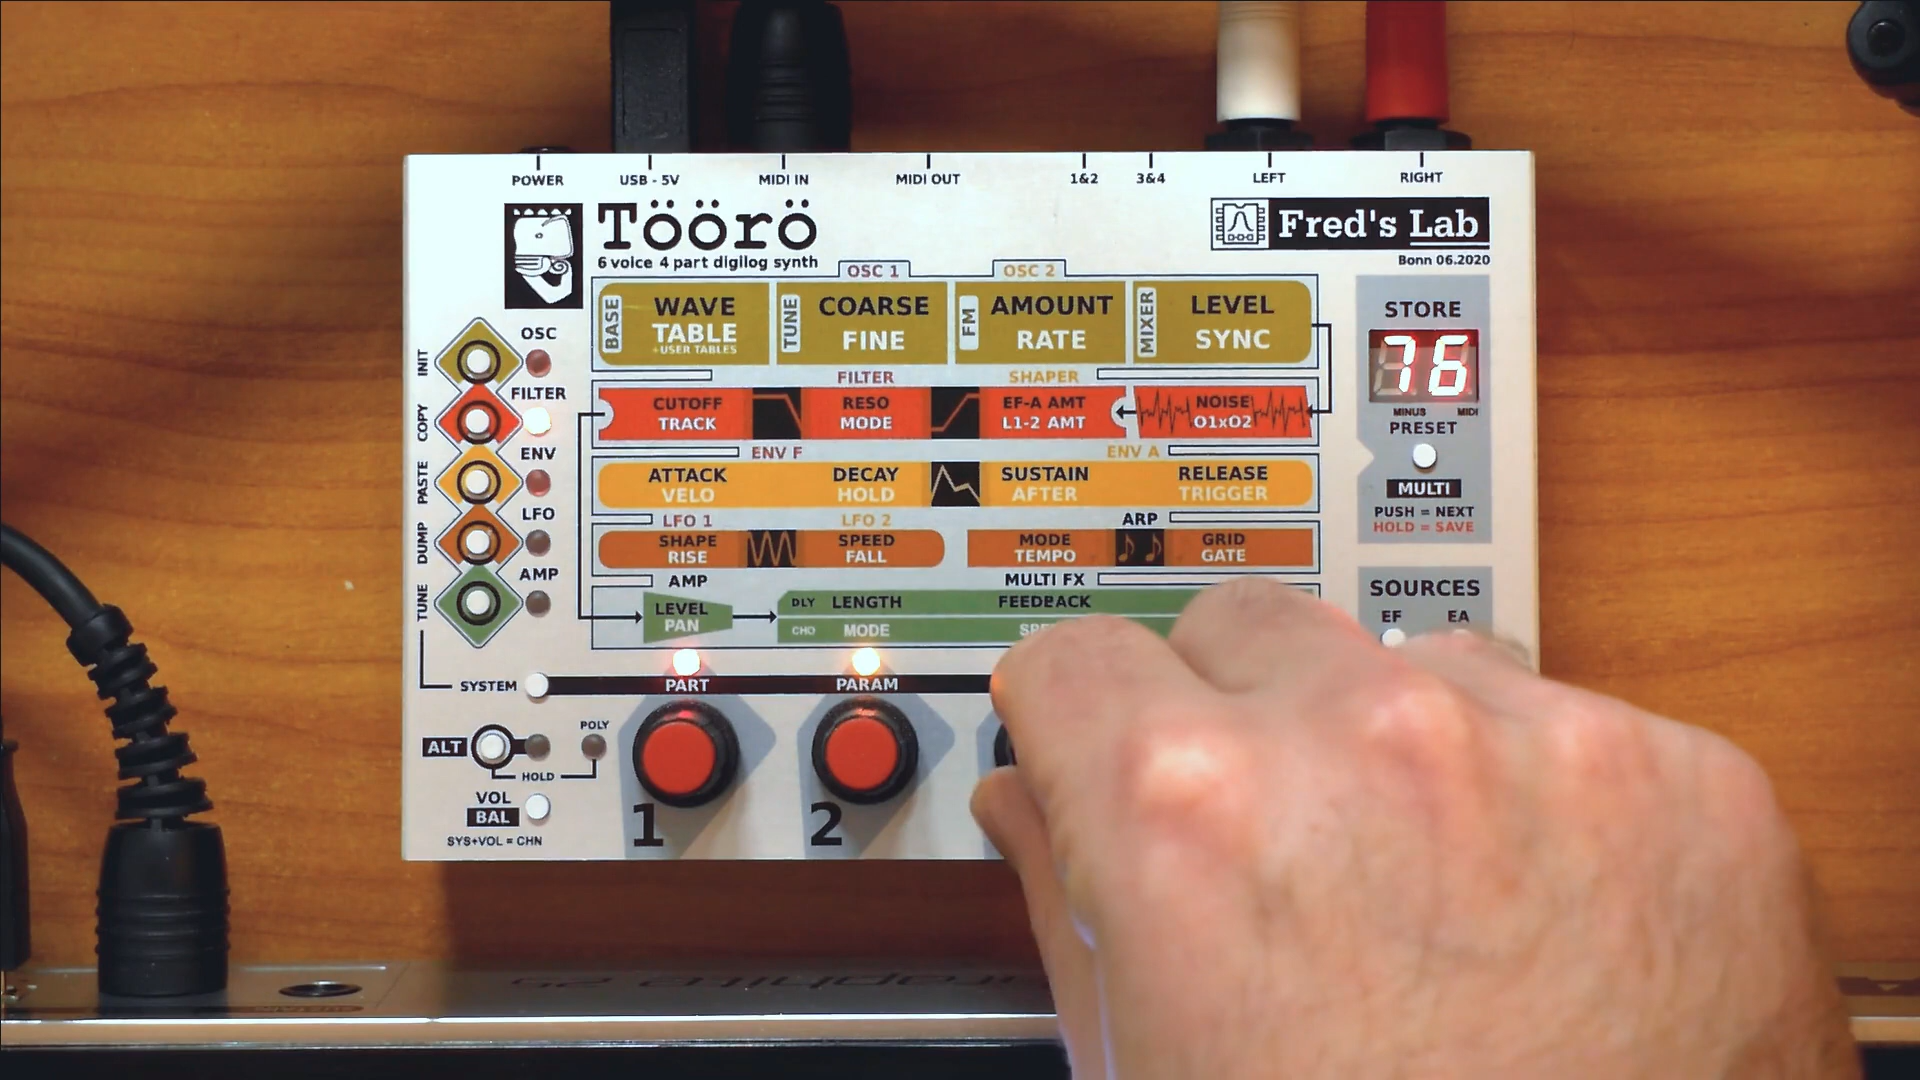 POWER USB - 5V MIDI IN MIDI OUT 1&2 3&4 LEFT RIGHT
Töörö
6 voice 4 part digilog synth
Fred's Lab
Bonn 06.2020
OSC 1 OSC 2
BASE WAVE TUNE COARSE FM AMOUNT MIXER LEVEL
TABLE FINE RATE SYNC
+USER TABLES
FILTER SHAPER
CUTOFF RESO EF-A AMT NOISE
TRACK MODE L1-2 AMT O1xO2
ENV F ENV A
ATTACK DECAY SUSTAIN RELEASE
VELO HOLD AFTER TRIGGER
LFO 1 LFO 2 ARP
SHAPE SPEED MODE GRID
RISE FALL TEMPO GATE
AMP MULTI FX
LEVEL DLY LENGTH FEEDBACK
PAN CHO MODE
PART PARAM
1 2
INIT OSC
COPY FILTER
PASTE ENV
DUMP LFO
TUNE AMP
SYSTEM
ALT POLY
HOLD
VOL
BAL
SYS+VOL = CHN
STORE
76
MINUS MIDI
PRESET
MULTI
PUSH = NEXT
HOLD = SAVE
SOURCES
EF EA